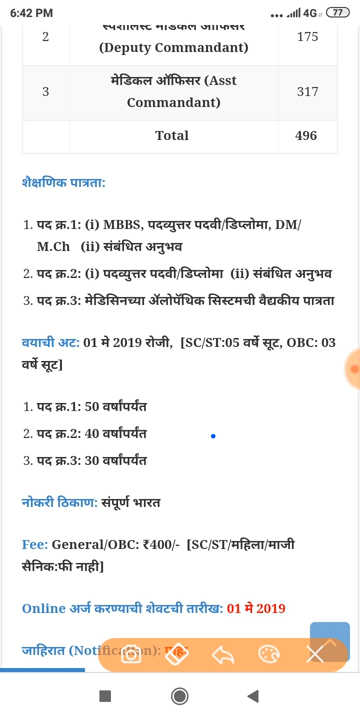 6:42 PM
4G
77
2
स्पेशालिस्ट मेडिकल ऑफिसर
175
(Deputy Commandant)
3
मेडिकल ऑफिसर (Asst
317
Commandant)
Total
496
शैक्षणिक पात्रता:
1. पद क्र.1: (i) MBBS, पदव्युत्तर पदवी/डिप्लोमा, DM/
M.Ch (ii) संबंधित अनुभव
2. पद क्र.2: (i) पदव्युत्तर पदवी/डिप्लोमा (ii) संबंधित अनुभव
3. पद क्र.3: मेडिसिनच्या ॲलोपॅथिक सिस्टमची वैद्यकीय पात्रता
वयाची अट: 01 मे 2019 रोजी, [SC/ST:05 वर्षे सूट, OBC: 03
वर्षे सूट]
1. पद क्र.1: 50 वर्षांपर्यंत
2. पद क्र.2: 40 वर्षांपर्यंत
3. पद क्र.3: 30 वर्षांपर्यंत
नोकरी ठिकाण: संपूर्ण भारत
Fee: General/OBC: ₹400/- [SC/ST/महिला/माजी
सैनिक:फी नाही]
Online अर्ज करण्याची शेवटची तारीख: 01 मे 2019
जाहिरात (Notification): पाहा